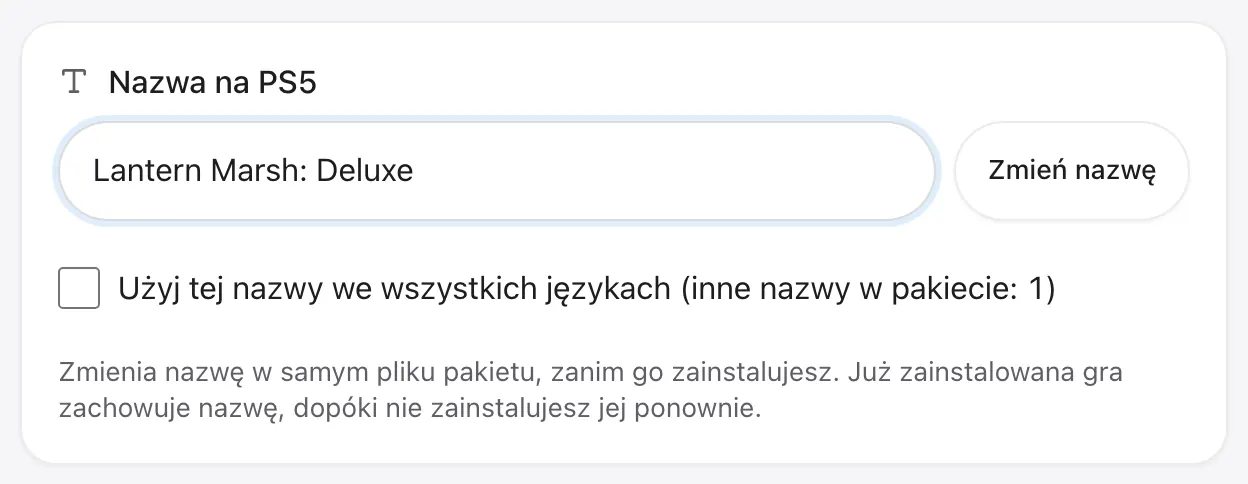 Nazwa na PS5
Lantern Marsh: Deluxe
Zmień nazwę
Użyj tej nazwy we wszystkich językach (inne nazwy w pakiecie: 1)
Zmienia nazwę w samym pliku pakietu, zanim go zainstalujesz. Już zainstalowana gra
zachowuje nazwę, dopóki nie zainstalujesz jej ponownie.